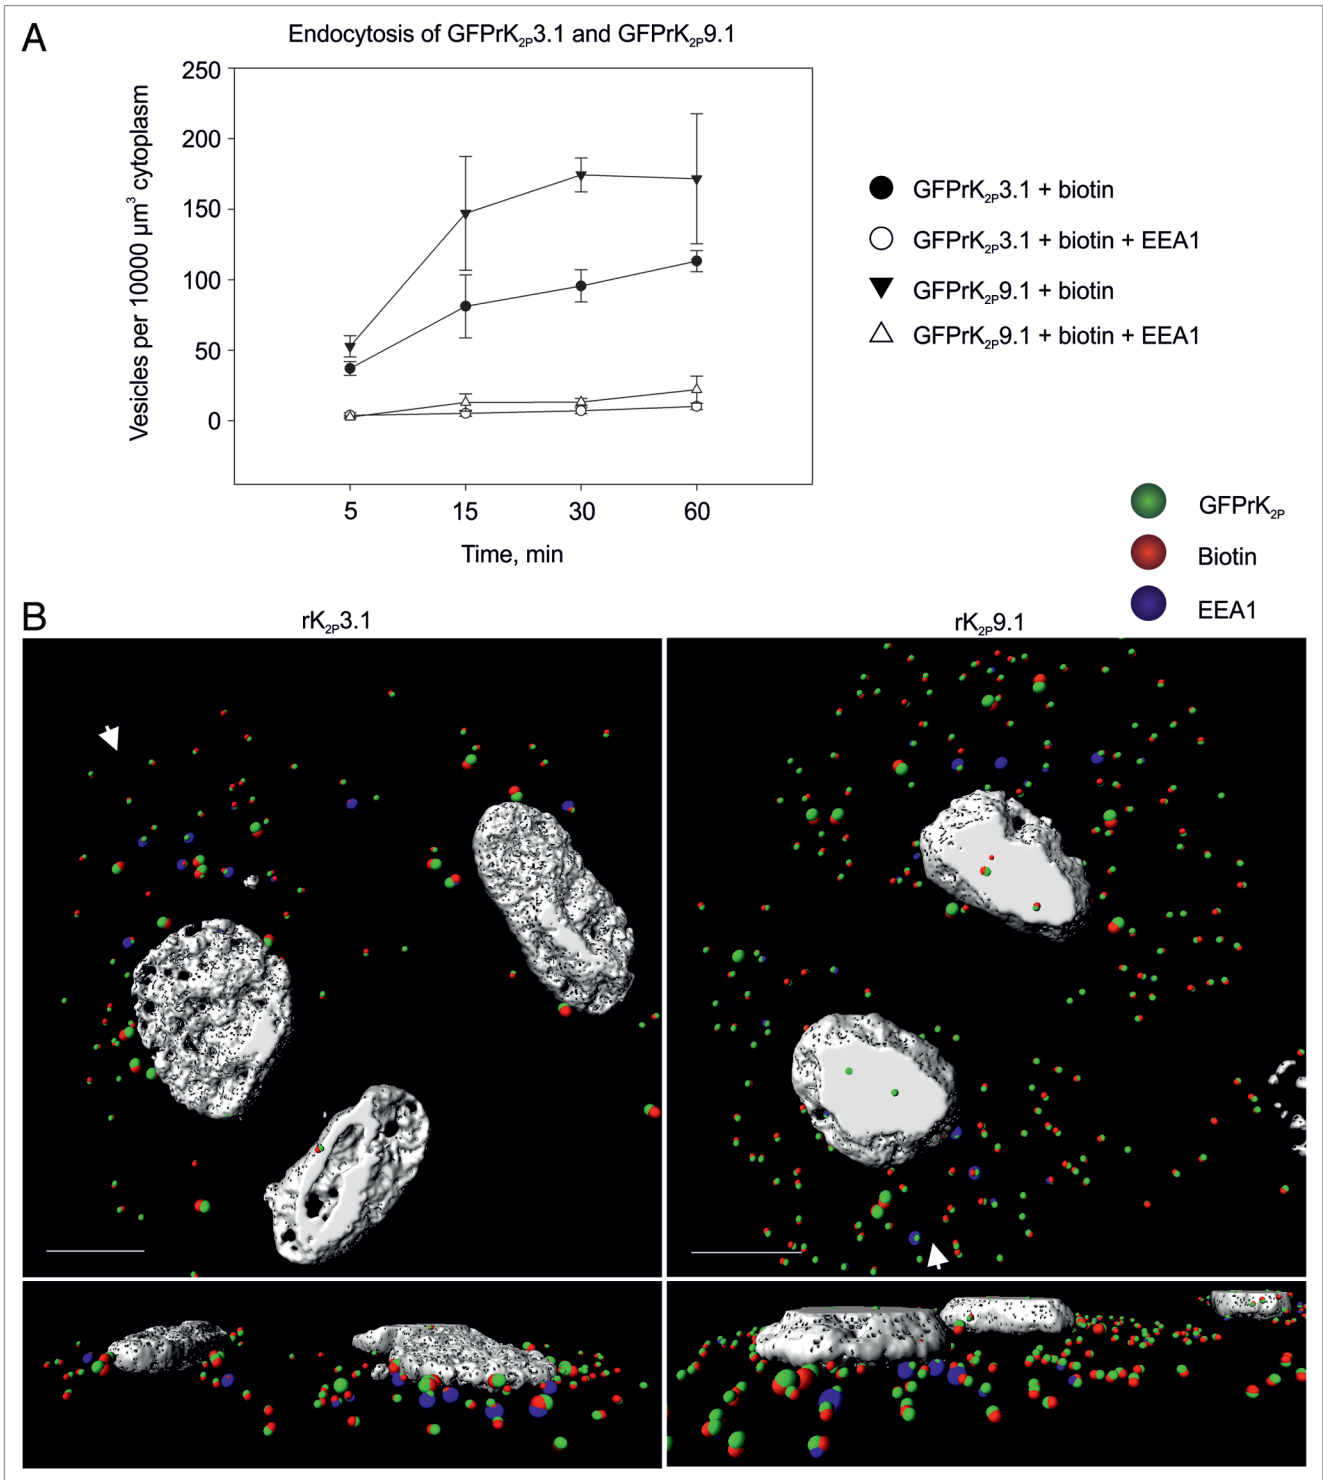 A
Endocytosis of GFPrK2P3.1 and GFPrK2P9.1
250
200
150
100
50
0
Vesicles per 10000 µm³ cytoplasm
5 15 30 60
Time, min
GFPrK2P3.1 + biotin
GFPrK2P3.1 + biotin + EEA1
GFPrK2P9.1 + biotin
GFPrK2P9.1 + biotin + EEA1
GFPrK2P
Biotin
EEA1
B
rK2P3.1
rK2P9.1